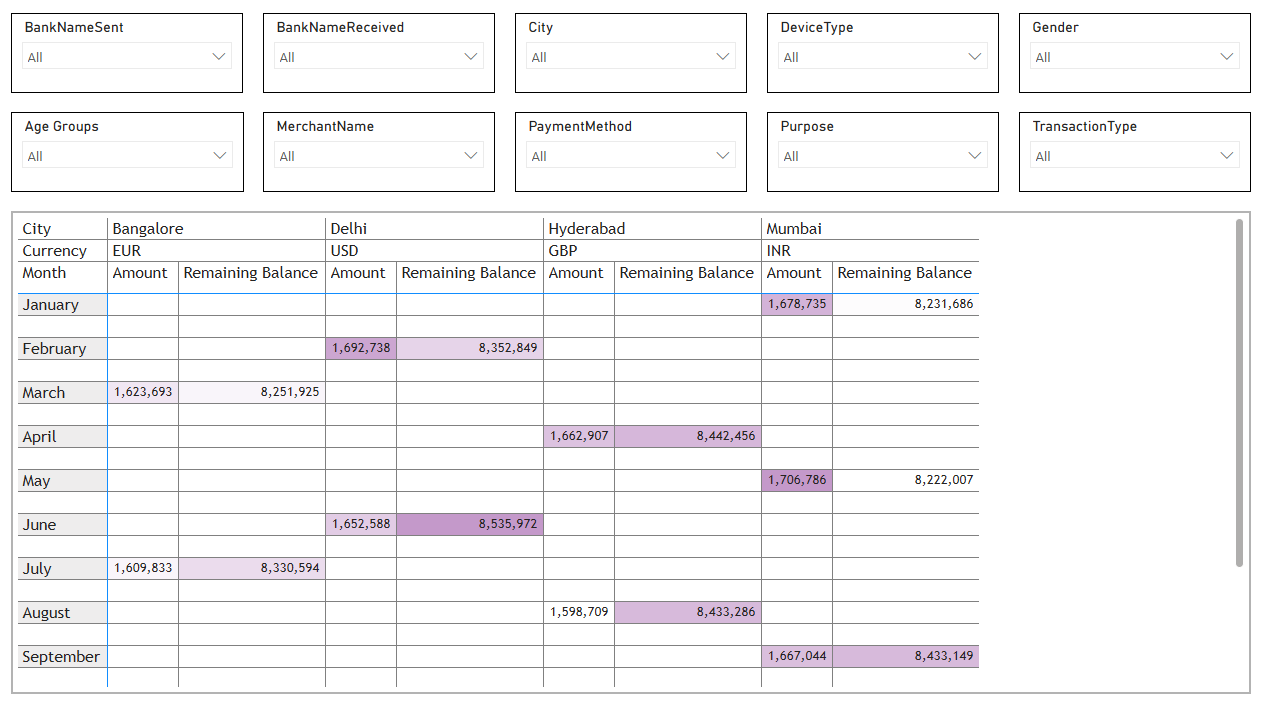 BankNameSent BankNameReceived City DeviceType Gender
All All All All All
Age Groups MerchantName PaymentMethod Purpose TransactionType
All All All All All
City Bangalore Delhi Hyderabad Mumbai
Currency EUR USD GBP INR
Month Amount Remaining Balance Amount Remaining Balance Amount Remaining Balance Amount Remaining Balance
January 1,678,735 8,231,686
February 1,692,738 8,352,849
March 1,623,693 8,251,925
April 1,662,907 8,442,456
May 1,706,786 8,222,007
June 1,652,588 8,535,972
July 1,609,833 8,330,594
August 1,598,709 8,433,286
September 1,667,044 8,433,149